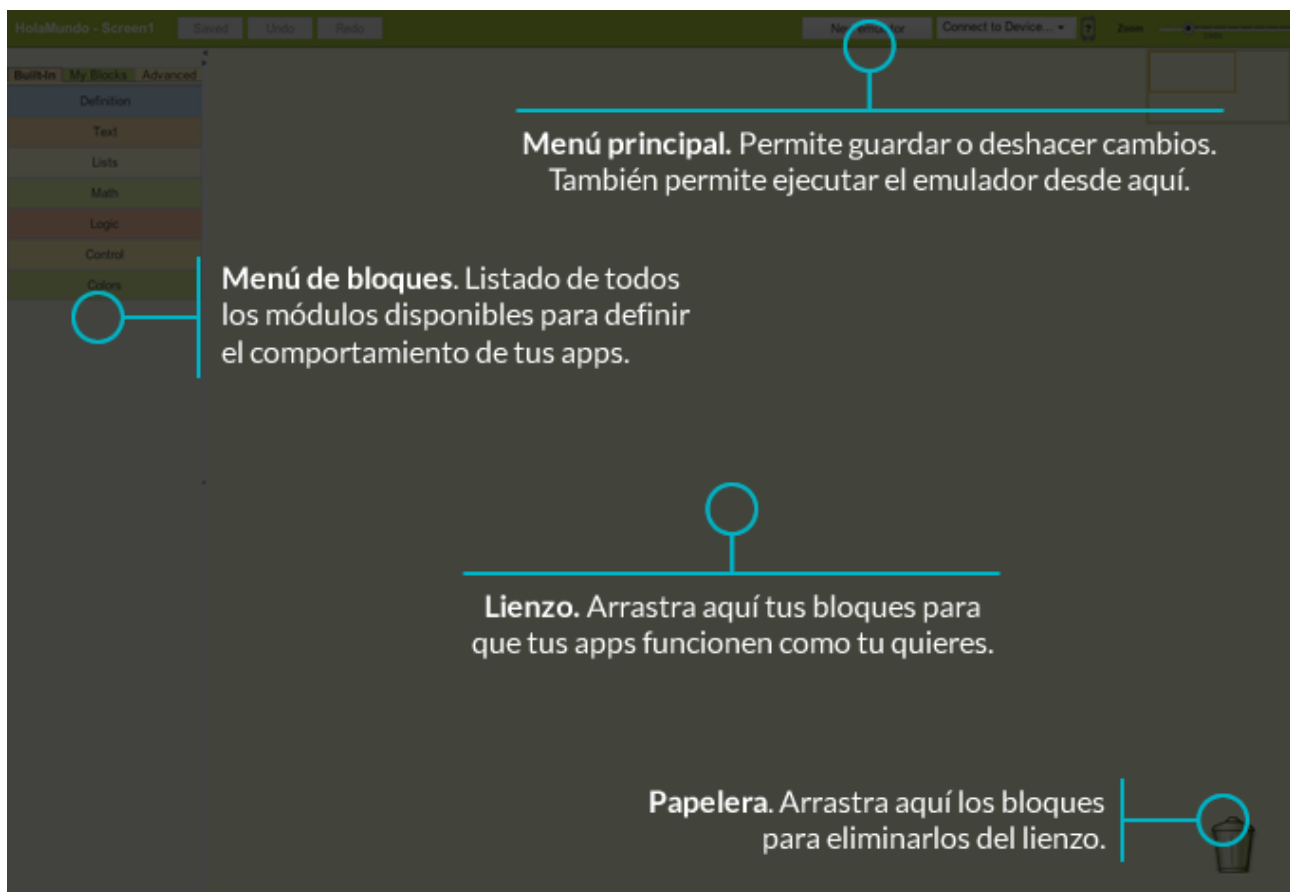 HolaMundo - Screen1 Saved Undo Redo Connect to Device... ? Zoom
Built-In My Blocks Advanced
Definition
Text
Lists
Math
Logic
Control
Colors
Menú principal. Permite guardar o deshacer cambios.
También permite ejecutar el emulador desde aquí.
Menú de bloques. Listado de todos
los módulos disponibles para definir
el comportamiento de tus apps.
Lienzo. Arrastra aquí tus bloques para
que tus apps funcionen como tu quieres.
Papelera. Arrastra aquí los bloques
para eliminarlos del lienzo.